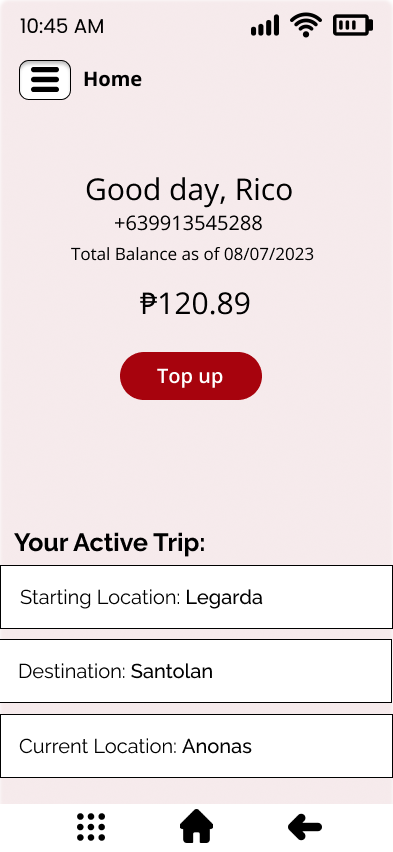 10:45 AM
Home
Good day, Rico
+639913545288
Total Balance as of 08/07/2023
₱120.89
Top up
Your Active Trip:
Starting Location: Legarda
Destination: Santolan
Current Location: Anonas